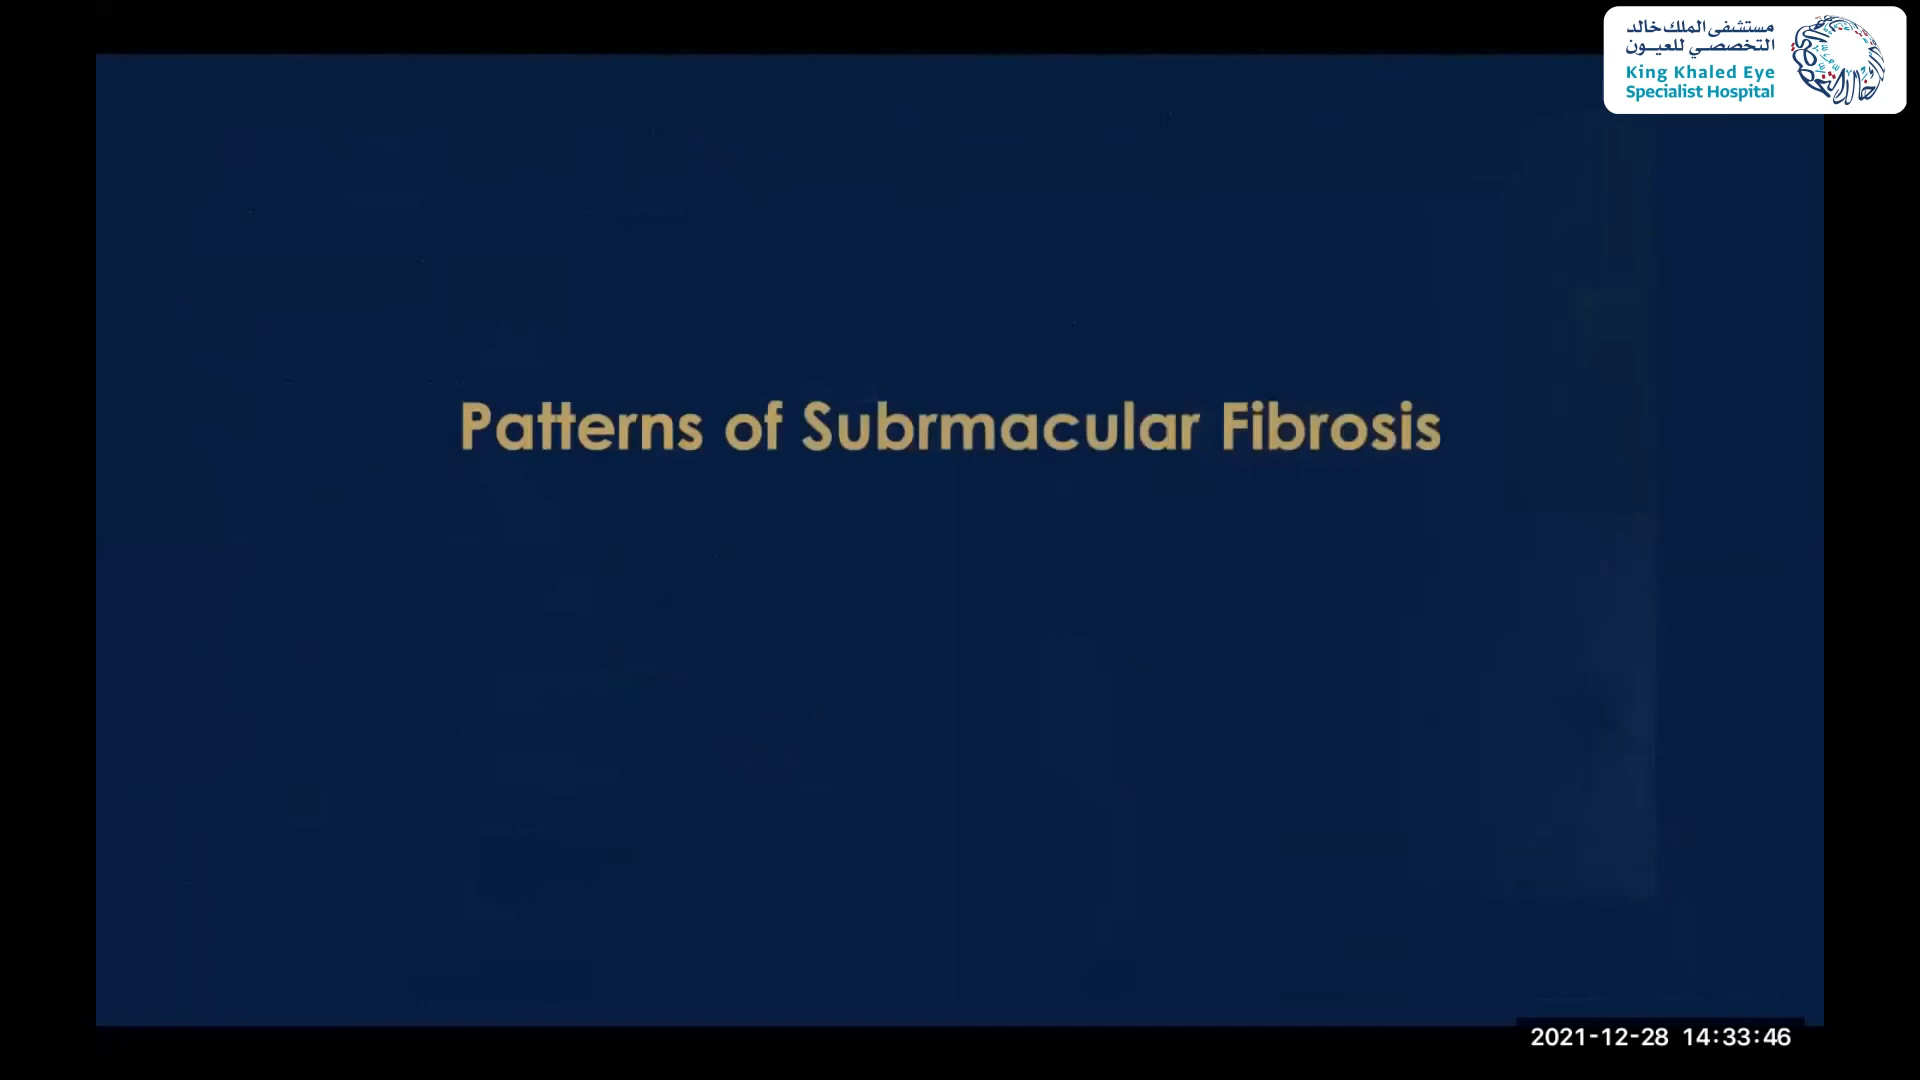 مستشفى الملك خالد
التخصصي للعيون
King Khaled Eye
Specialist Hospital
Patterns of Subrmacular Fibrosis
2021-12-28 14:33:46